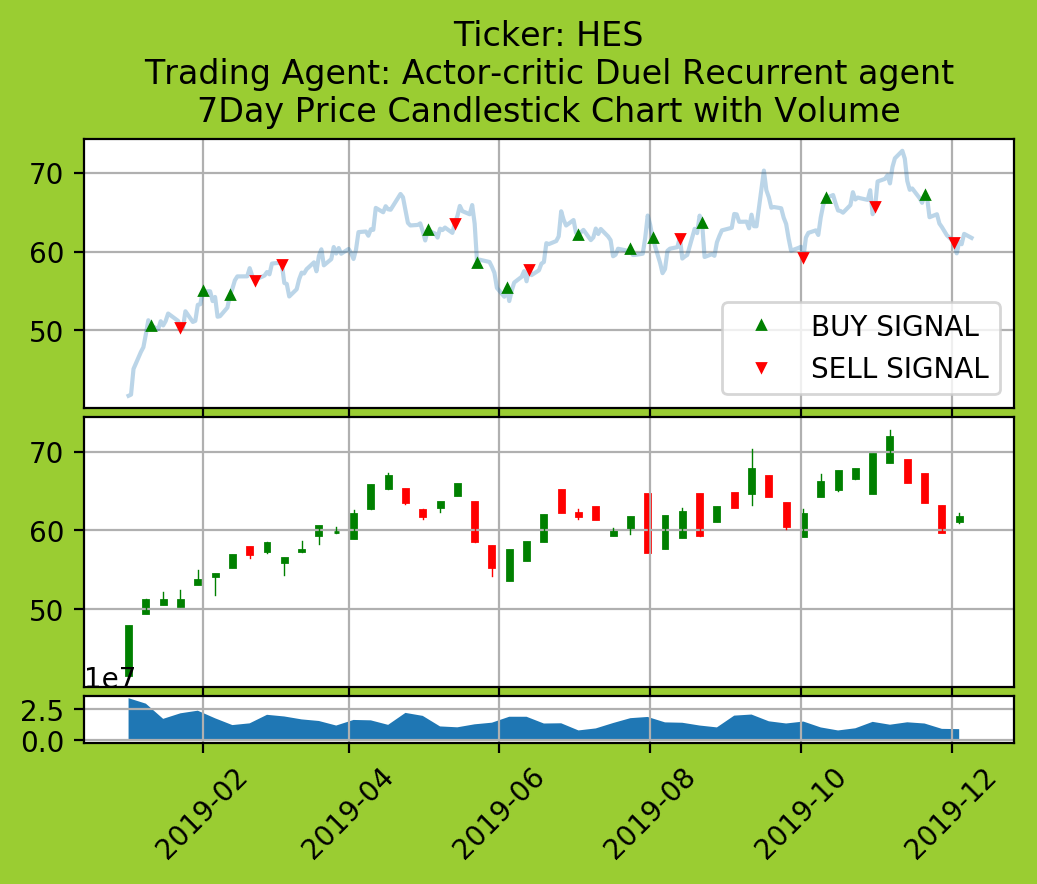 Ticker: HES
Trading Agent: Actor-critic Duel Recurrent agent
7Day Price Candlestick Chart with Volume
70
60
50
BUY SIGNAL
SELL SIGNAL
70
60
50
1e7
2.5
0.0
2019-02
2019-04
2019-06
2019-08
2019-10
2019-12